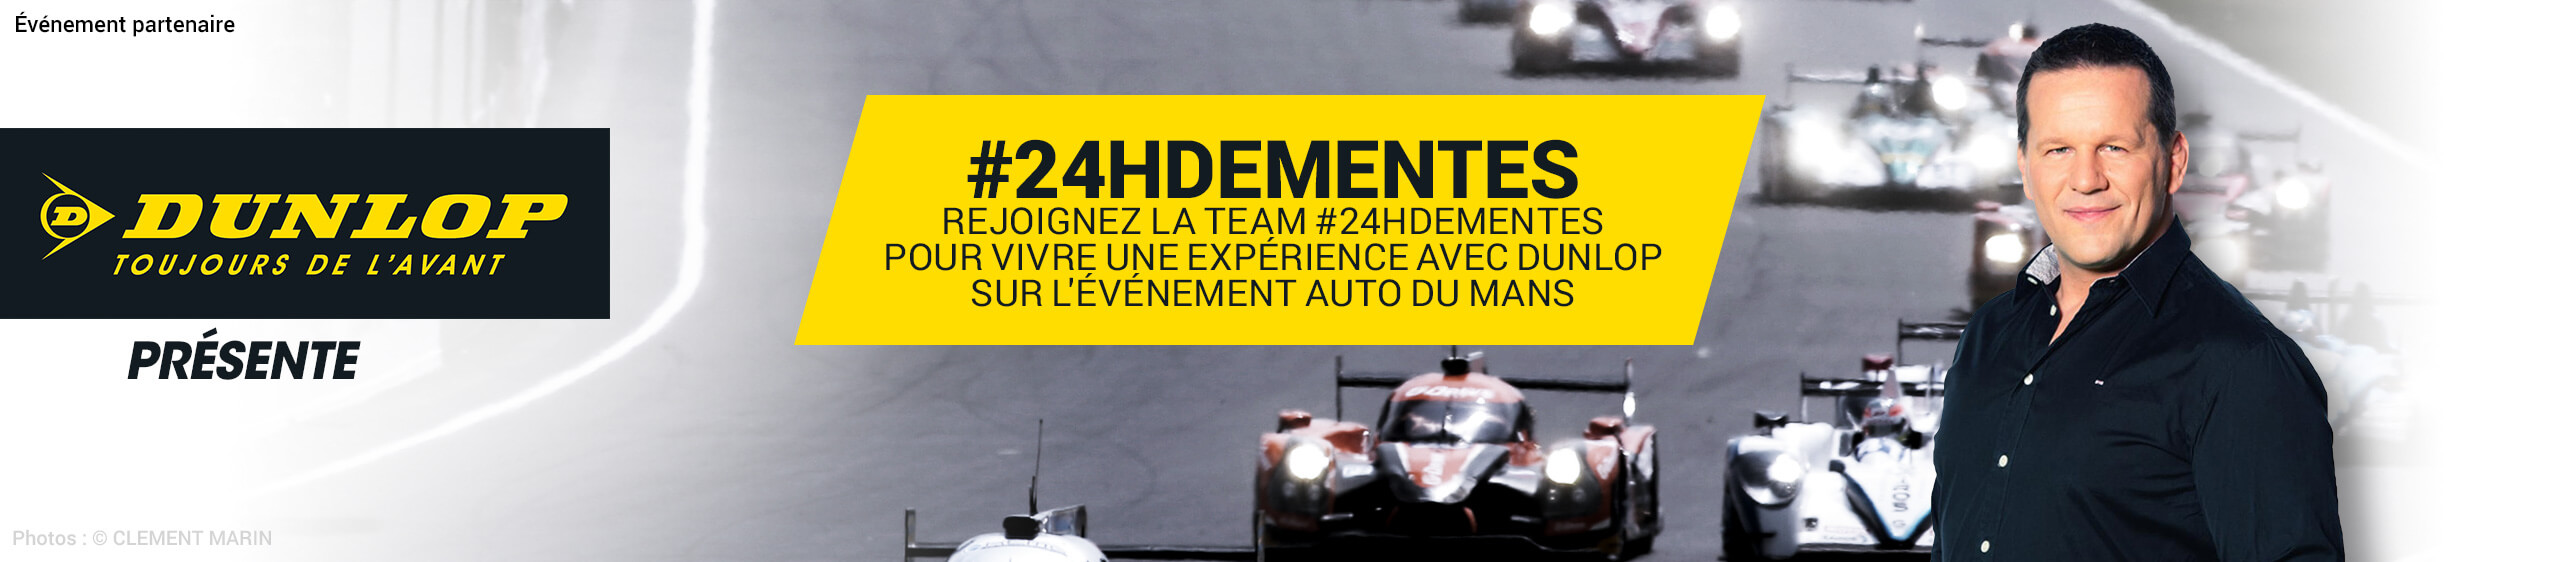 Événement partenaire
D DUNLOP
TOUJOURS DE L'AVANT
PRÉSENTE
#24HDEMENTES
REJOIGNEZ LA TEAM #24HDEMENTES
POUR VIVRE UNE EXPÉRIENCE AVEC DUNLOP
SUR L'ÉVÉNEMENT AUTO DU MANS
Photos : © CLEMENT MARIN